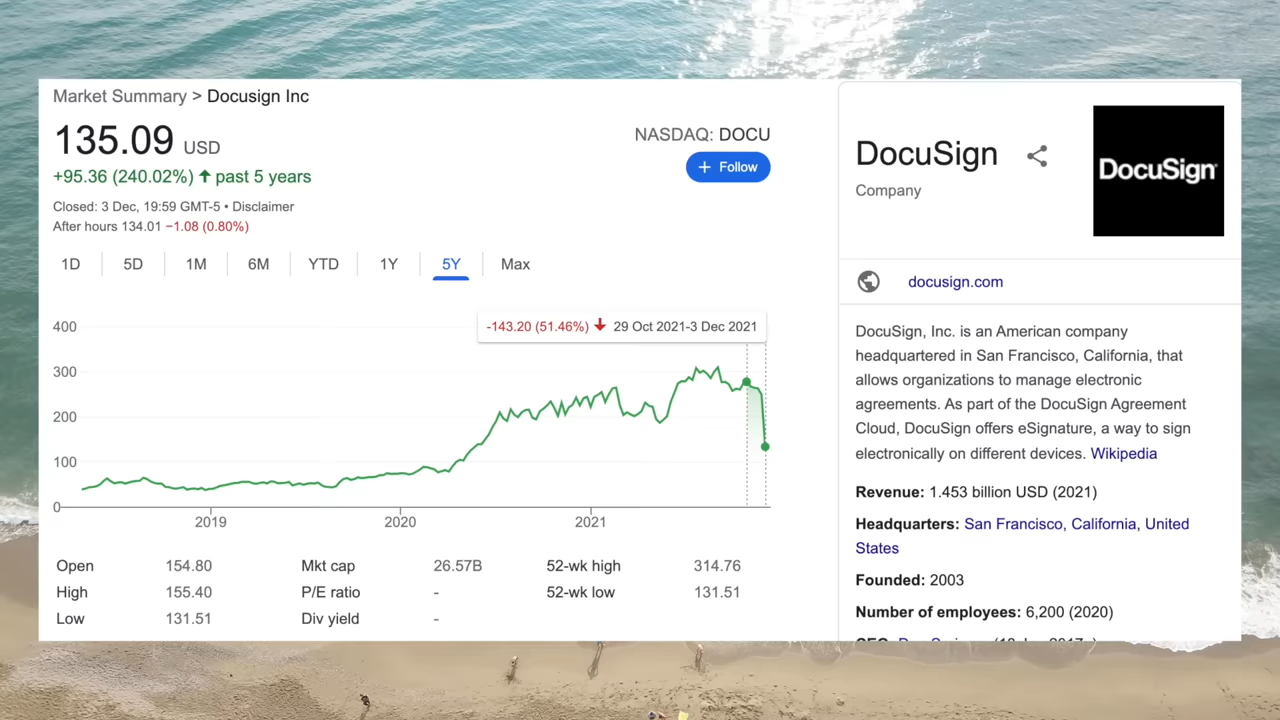 Market Summary > Docusign Inc
135.09 USD
+95.36 (240.02%) ↑ past 5 years
Closed: 3 Dec, 19:59 GMT-5 • Disclaimer
After hours 134.01 −1.08 (0.80%)
NASDAQ: DOCU
+ Follow
1D 5D 1M 6M YTD 1Y 5Y Max
-143.20 (51.46%) ↓ 29 Oct 2021-3 Dec 2021
400
300
200
100
0
2019 2020 2021
Open 154.80 Mkt cap 26.57B 52-wk high 314.76
High 155.40 P/E ratio - 52-wk low 131.51
Low 131.51 Div yield -
DocuSign
Company
DocuSign
docusign.com
DocuSign, Inc. is an American company
headquartered in San Francisco, California, that
allows organizations to manage electronic
agreements. As part of the DocuSign Agreement
Cloud, DocuSign offers eSignature, a way to sign
electronically on different devices. Wikipedia
Revenue: 1.453 billion USD (2021)
Headquarters: San Francisco, California, United
States
Founded: 2003
Number of employees: 6,200 (2020)